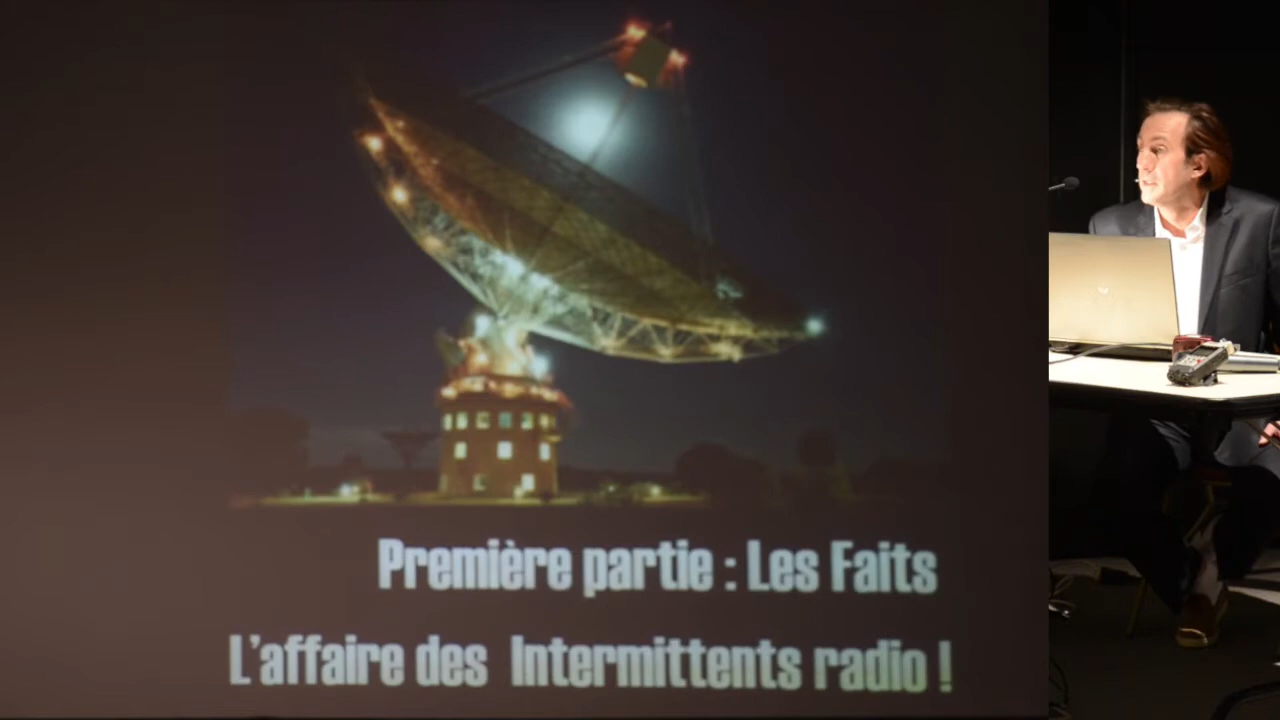 Première partie : Les Faits
L'affaire des Intermittents radio !